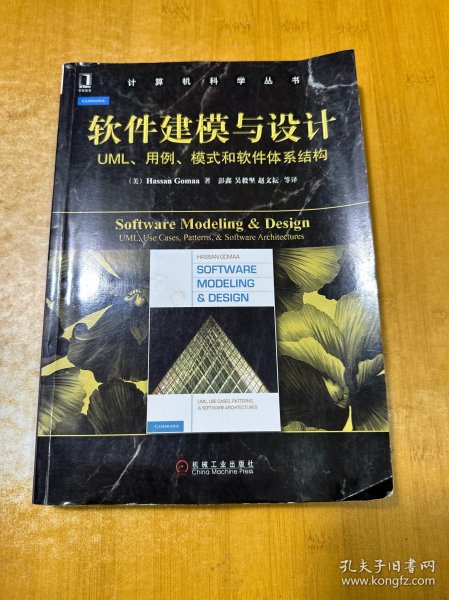 计算机科学丛书
CAMBRIDGE
软件建模与设计
UML、用例、模式和软件体系结构
(美) Hassan Gomaa 著 彭鑫 吴毅坚 赵文耘 等译
Software Modeling & Design
UML, Use Cases, Patterns, & Software Architectures
HASSAN GOMAA
SOFTWARE
MODELING
& DESIGN
UML, USE CASES, PATTERNS,
& SOFTWARE ARCHITECTURES
CAMBRIDGE
机械工业出版社
China Machine Press
孔夫子旧书网
www.kongfz.com